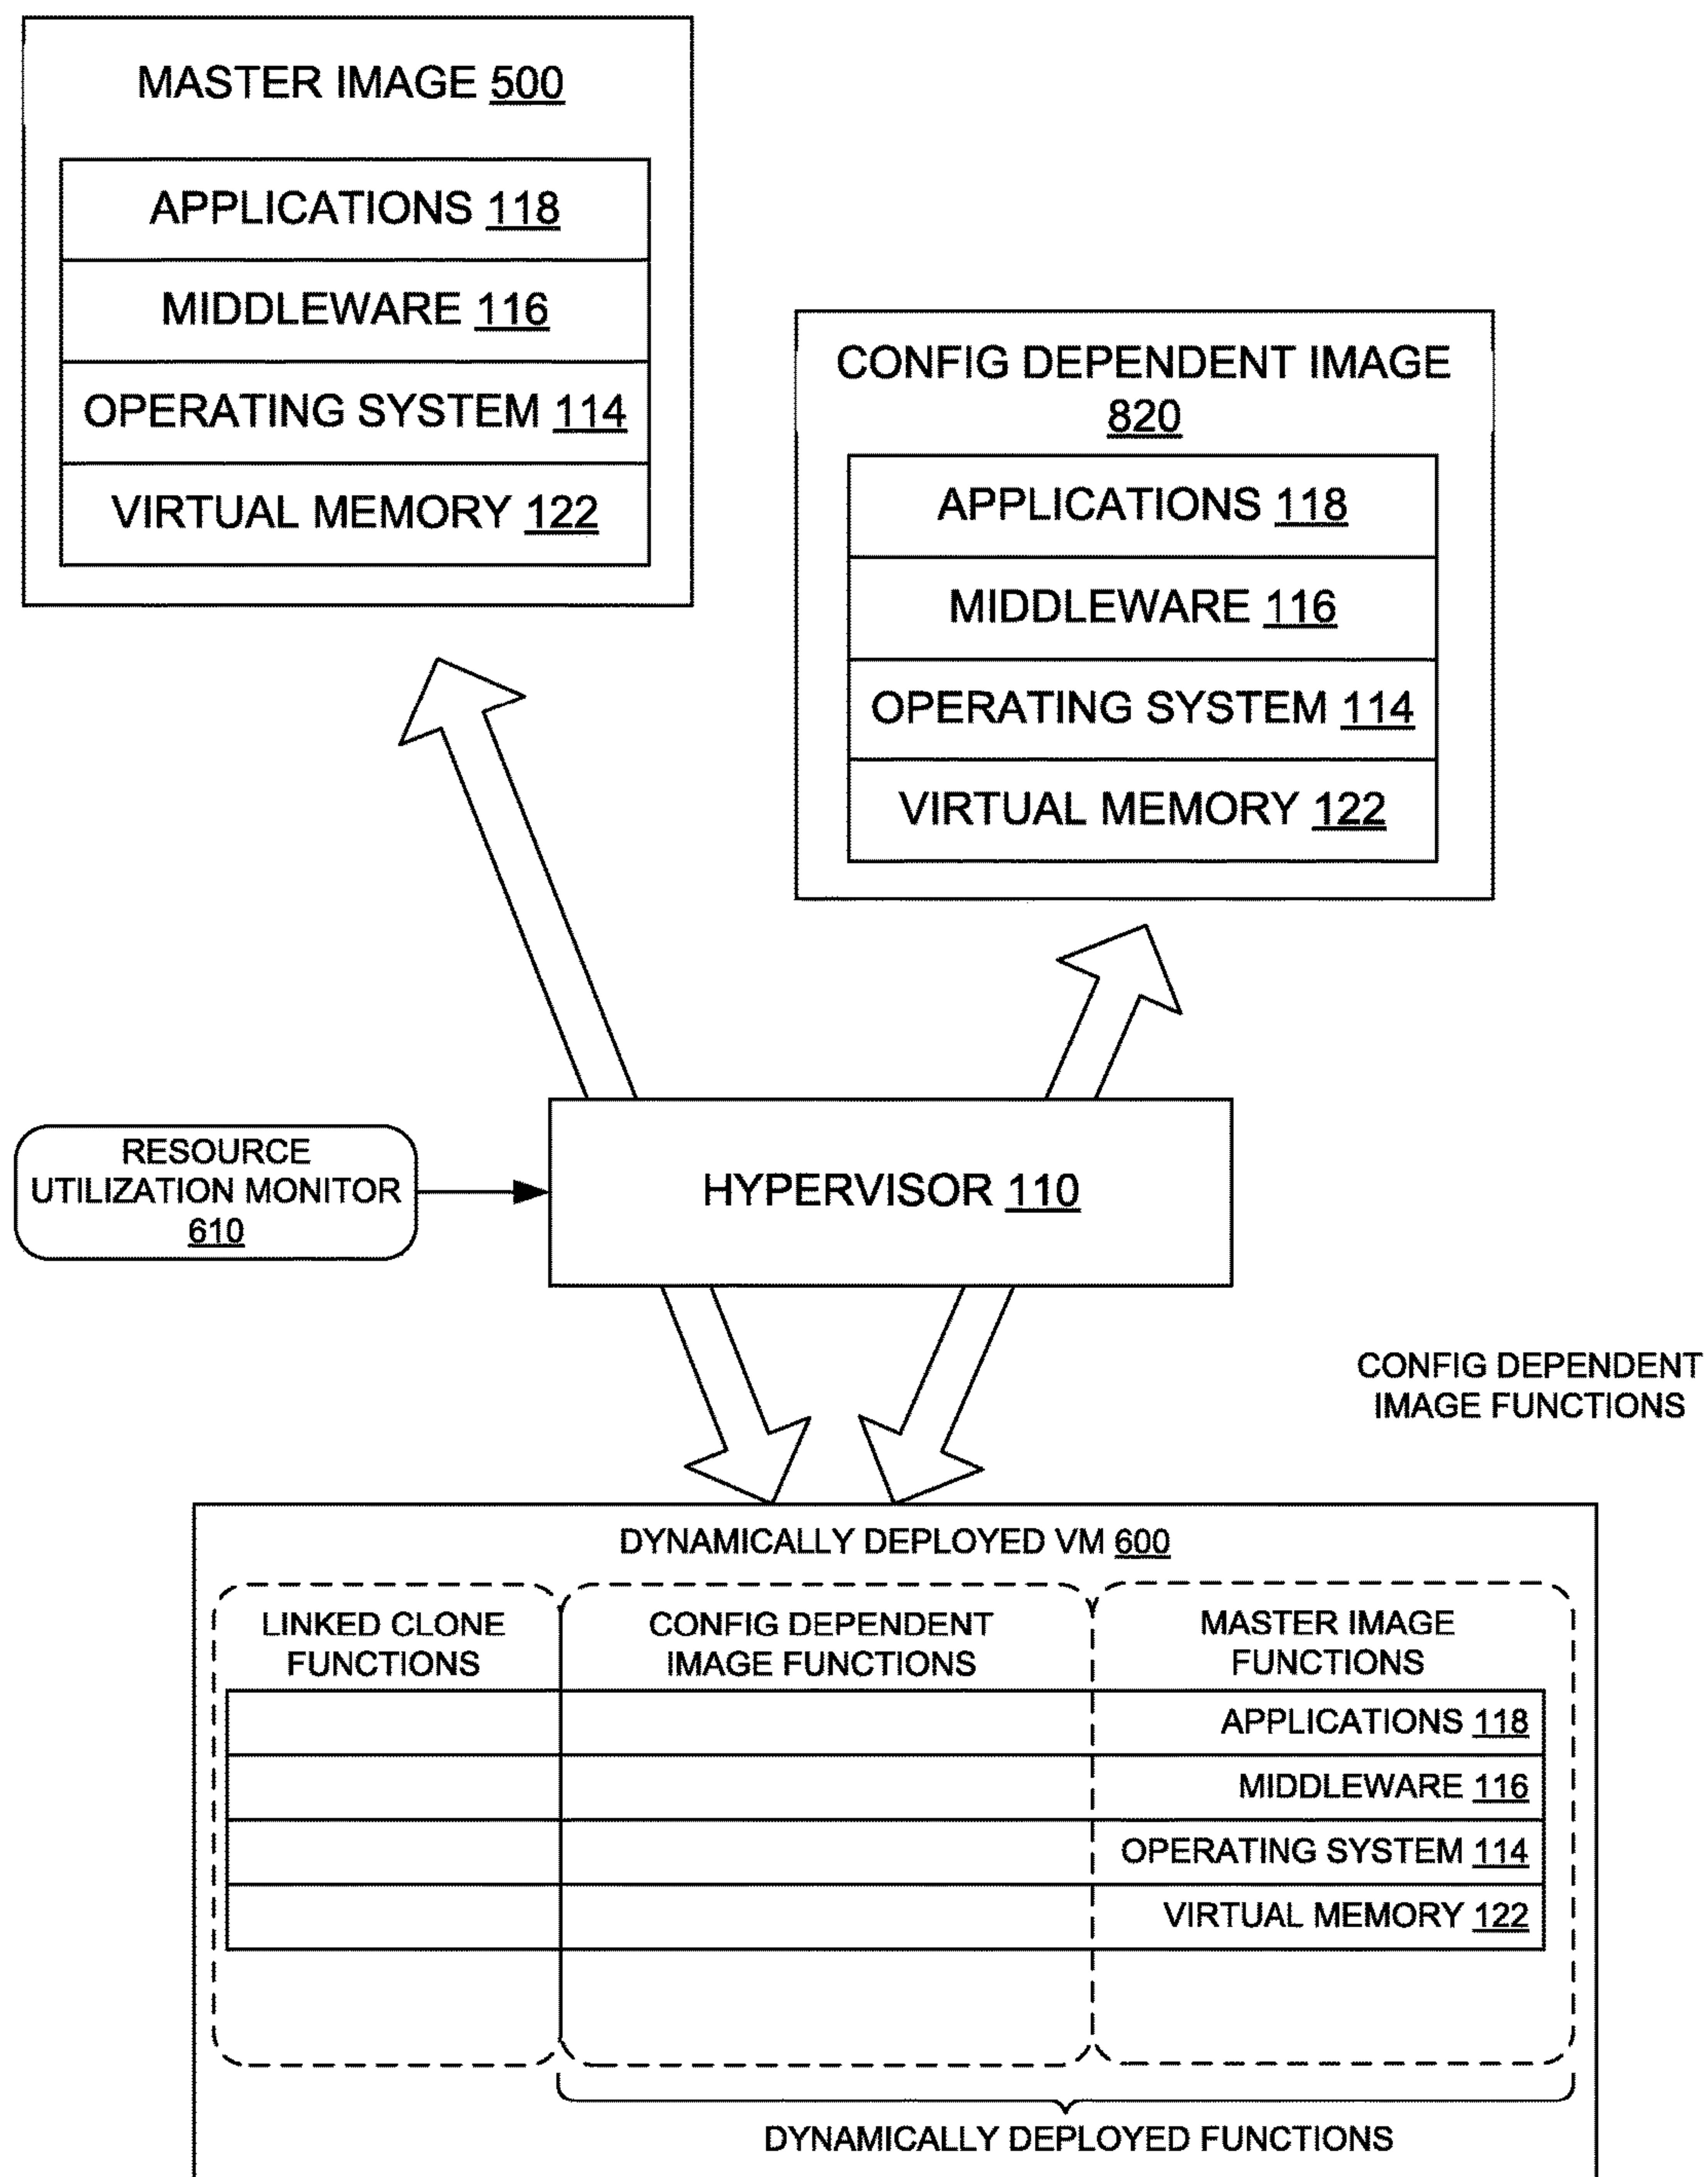 MASTER IMAGE 500
APPLICATIONS 118
MIDDLEWARE 116
OPERATING SYSTEM 114
VIRTUAL MEMORY 122
CONFIG DEPENDENT IMAGE
820
APPLICATIONS 118
MIDDLEWARE 116
OPERATING SYSTEM 114
VIRTUAL MEMORY 122
RESOURCE
UTILIZATION MONITOR
610
HYPERVISOR 110
CONFIG DEPENDENT
IMAGE FUNCTIONS
DYNAMICALLY DEPLOYED VM 600
LINKED CLONE
FUNCTIONS
CONFIG DEPENDENT
IMAGE FUNCTIONS
MASTER IMAGE
FUNCTIONS
APPLICATIONS 118
MIDDLEWARE 116
OPERATING SYSTEM 114
VIRTUAL MEMORY 122
DYNAMICALLY DEPLOYED FUNCTIONS